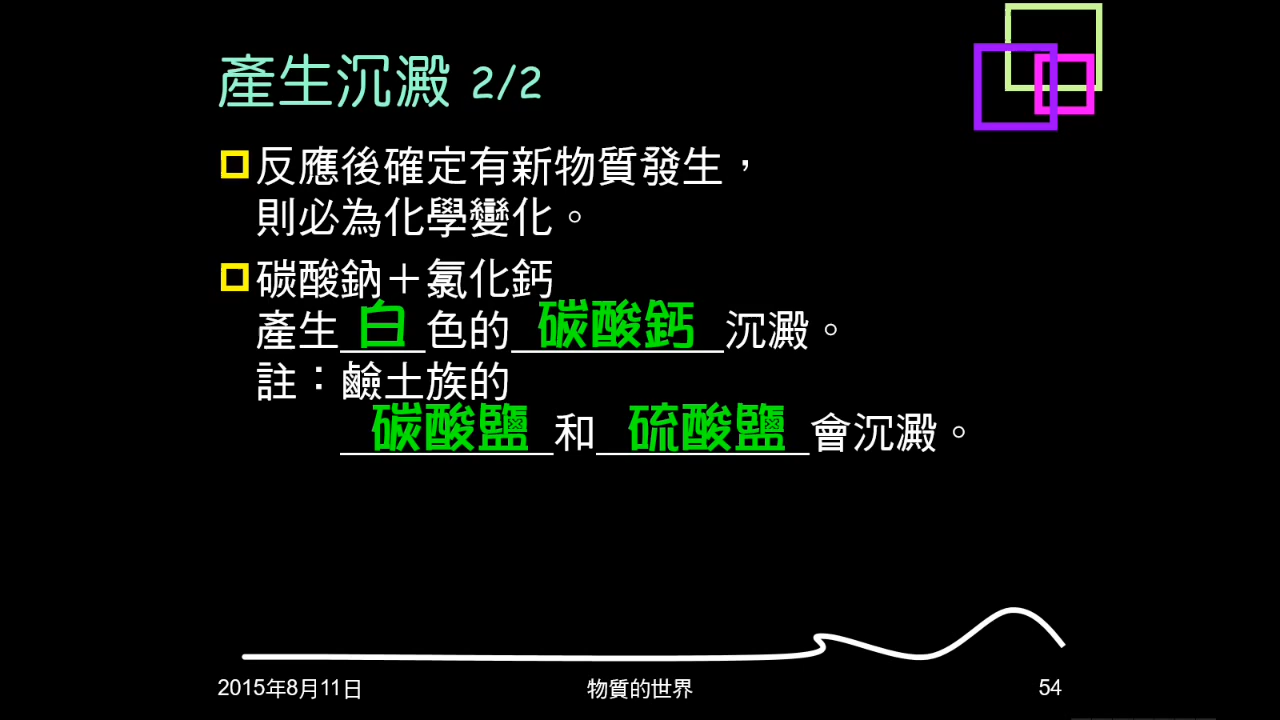 產生沉澱 2/2
反應後確定有新物質發生，
則必為化學變化。
碳酸鈉＋氯化鈣
產生 白 色的 碳酸鈣 沉澱。
註：鹼土族的
碳酸鹽 和 硫酸鹽 會沉澱。
2015年8月11日
物質的世界
54